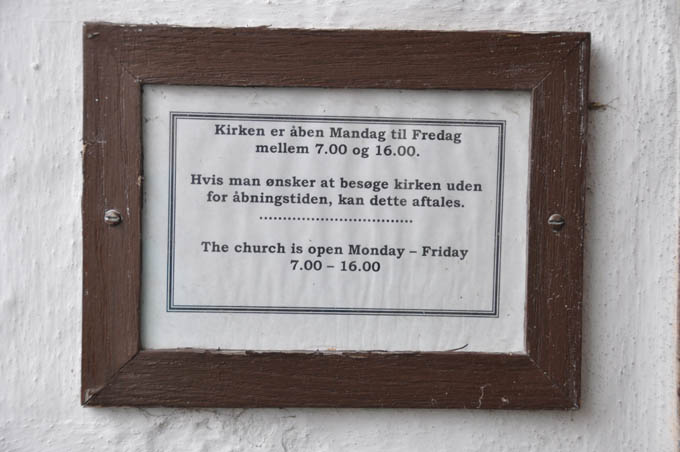 Kirken er åben Mandag til Fredag
mellem 7.00 og 16.00.
Hvis man ønsker at besøge kirken uden
for åbningstiden, kan dette aftales.
..................................
The church is open Monday – Friday
7.00 – 16.00